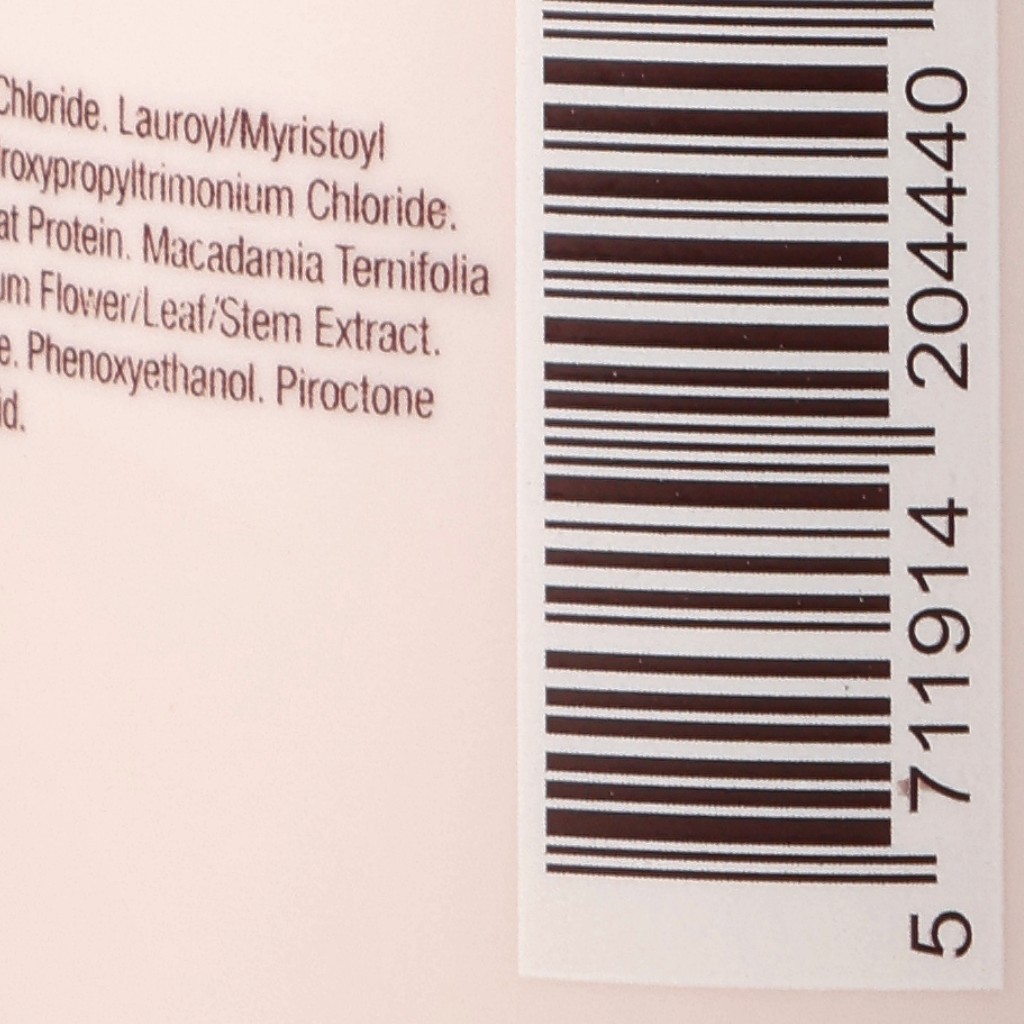 Chloride. Lauroyl/Myristoyl
roxypropyltrimonium Chloride.
at Protein. Macadamia Ternifolia
um Flower/Leaf/Stem Extract.
e. Phenoxyethanol. Piroctone
id.
5 711914 204440